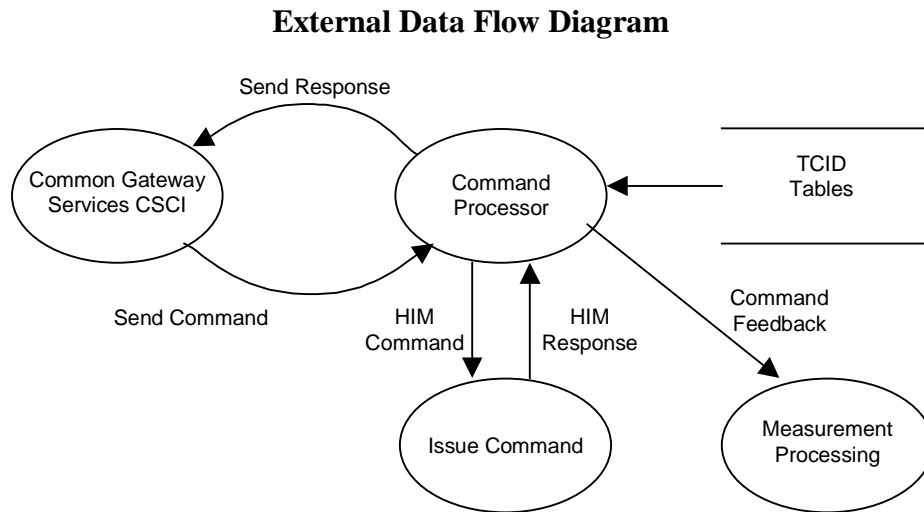 External Data Flow Diagram
Send Response
Common Gateway
Services CSCI
Command
Processor
TCID
Tables
Send Command
HIM
Command
HIM
Response
Command
Feedback
Issue Command
Measurement
Processing